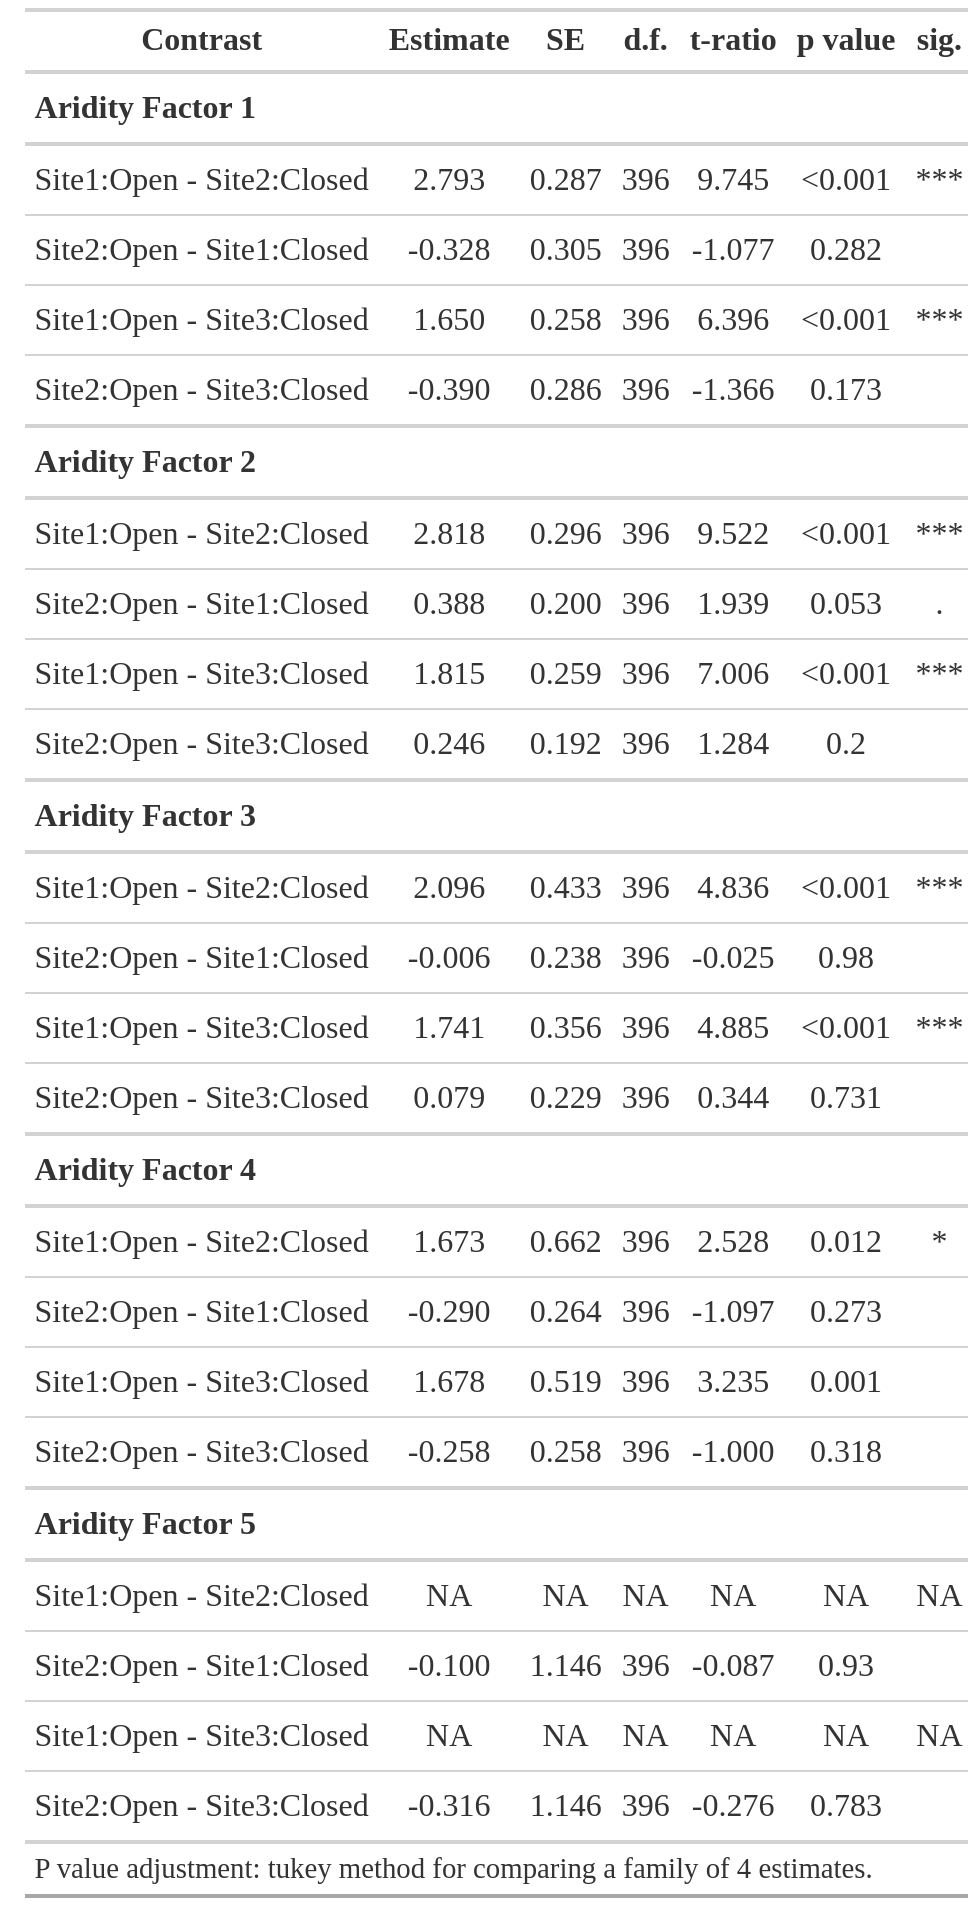 Contrast Estimate SE d.f. t-ratio p value sig.
Aridity Factor 1
Site1:Open - Site2:Closed 2.793 0.287 396 9.745 <0.001 ***
Site2:Open - Site1:Closed -0.328 0.305 396 -1.077 0.282
Site1:Open - Site3:Closed 1.650 0.258 396 6.396 <0.001 ***
Site2:Open - Site3:Closed -0.390 0.286 396 -1.366 0.173
Aridity Factor 2
Site1:Open - Site2:Closed 2.818 0.296 396 9.522 <0.001 ***
Site2:Open - Site1:Closed 0.388 0.200 396 1.939 0.053 .
Site1:Open - Site3:Closed 1.815 0.259 396 7.006 <0.001 ***
Site2:Open - Site3:Closed 0.246 0.192 396 1.284 0.2
Aridity Factor 3
Site1:Open - Site2:Closed 2.096 0.433 396 4.836 <0.001 ***
Site2:Open - Site1:Closed -0.006 0.238 396 -0.025 0.98
Site1:Open - Site3:Closed 1.741 0.356 396 4.885 <0.001 ***
Site2:Open - Site3:Closed 0.079 0.229 396 0.344 0.731
Aridity Factor 4
Site1:Open - Site2:Closed 1.673 0.662 396 2.528 0.012 *
Site2:Open - Site1:Closed -0.290 0.264 396 -1.097 0.273
Site1:Open - Site3:Closed 1.678 0.519 396 3.235 0.001
Site2:Open - Site3:Closed -0.258 0.258 396 -1.000 0.318
Aridity Factor 5
Site1:Open - Site2:Closed NA NA NA NA NA NA
Site2:Open - Site1:Closed -0.100 1.146 396 -0.087 0.93
Site1:Open - Site3:Closed NA NA NA NA NA NA
Site2:Open - Site3:Closed -0.316 1.146 396 -0.276 0.783
P value adjustment: tukey method for comparing a family of 4 estimates.